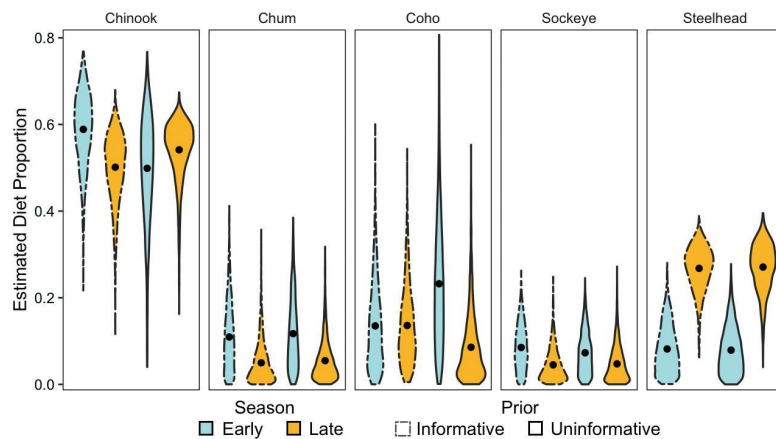 Chinook Chum Coho Sockeye Steelhead
0.8
0.6
0.4
0.2
0.0
Estimated Diet Proportion
Season Prior
Early Late Informative Uninformative